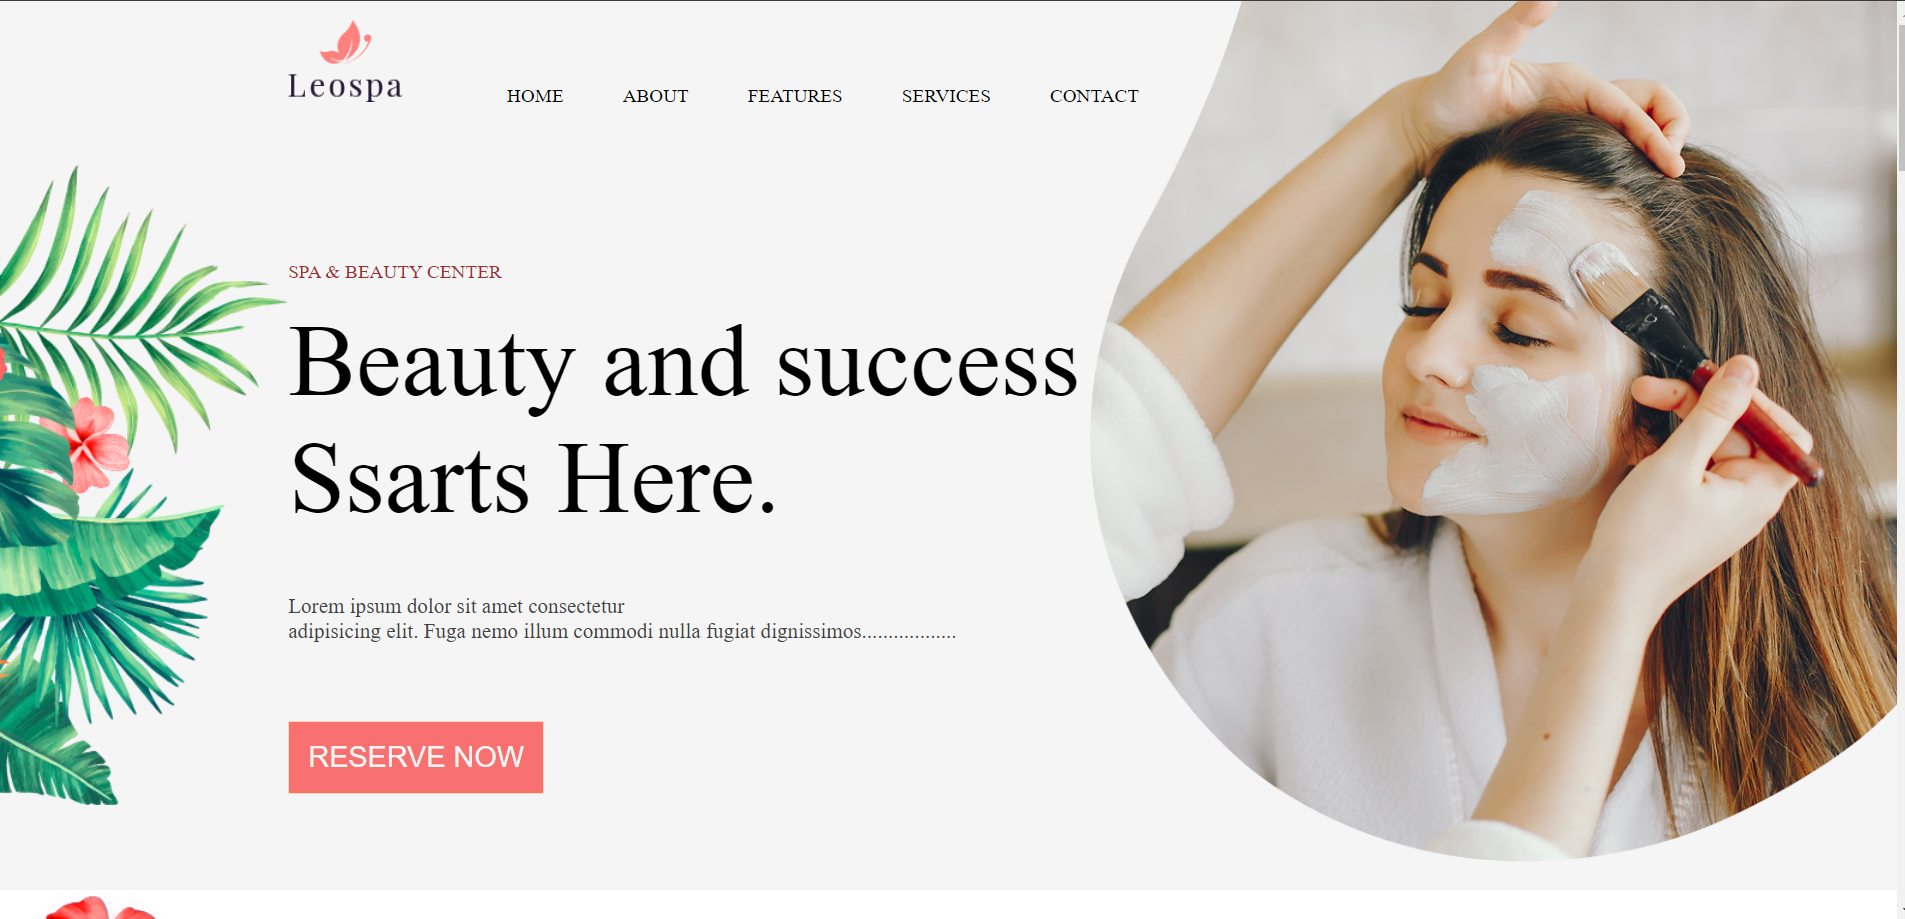 Leospa
HOME ABOUT FEATURES SERVICES CONTACT
SPA & BEAUTY CENTER
Beauty and success
Ssarts Here.
Lorem ipsum dolor sit amet consectetur
adipisicing elit. Fuga nemo illum commodi nulla fugiat dignissimos..................
RESERVE NOW